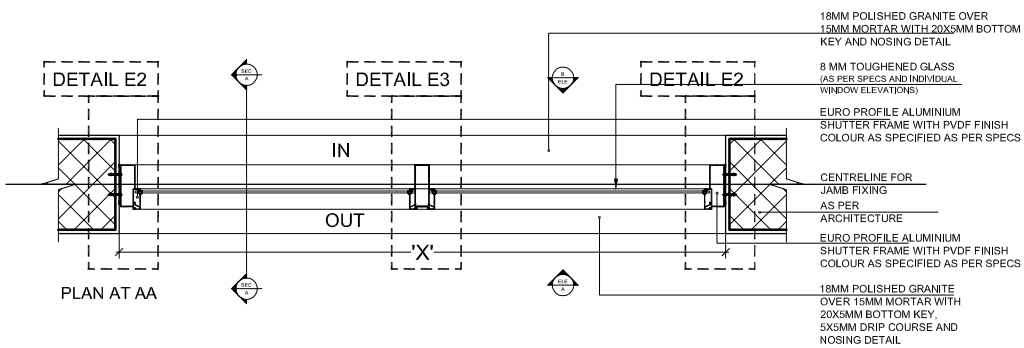 18MM POLISHED GRANITE OVER
15MM MORTAR WITH 20X5MM BOTTOM
KEY AND NOSING DETAIL
8 MM TOUGHENED GLASS
(AS PER SPECS AND INDIVIDUAL
WINDOW ELEVATIONS)
DETAIL E2
SEC
A
DETAIL E3
B
ELE
DETAIL E2
EURO PROFILE ALUMINIUM
SHUTTER FRAME WITH PVDF FINISH
COLOUR AS SPECIFIED AS PER SPECS
IN
CENTRELINE FOR
JAMB FIXING
AS PER
ARCHITECTURE
OUT
EURO PROFILE ALUMINIUM
SHUTTER FRAME WITH PVDF FINISH
COLOUR AS SPECIFIED AS PER SPECS
'X'
PLAN AT AA
SEC
A
ELE
A
18MM POLISHED GRANITE
OVER 15MM MORTAR WITH
20X5MM BOTTOM KEY,
5X5MM DRIP COURSE AND
NOSING DETAIL